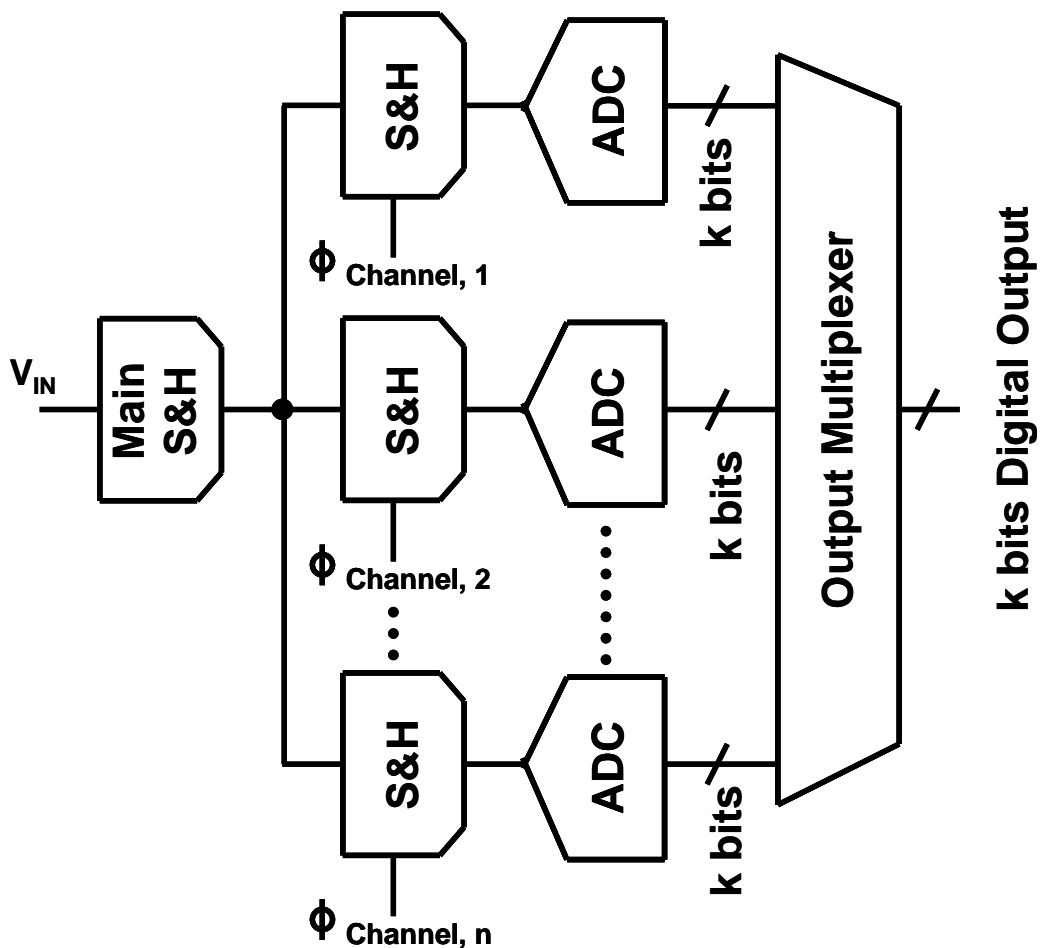 V_IN
Main
S&H
S&H
ADC
k bits
Φ Channel, 1
S&H
ADC
k bits
Φ Channel, 2
S&H
ADC
k bits
Φ Channel, n
Output Multiplexer
k bits Digital Output